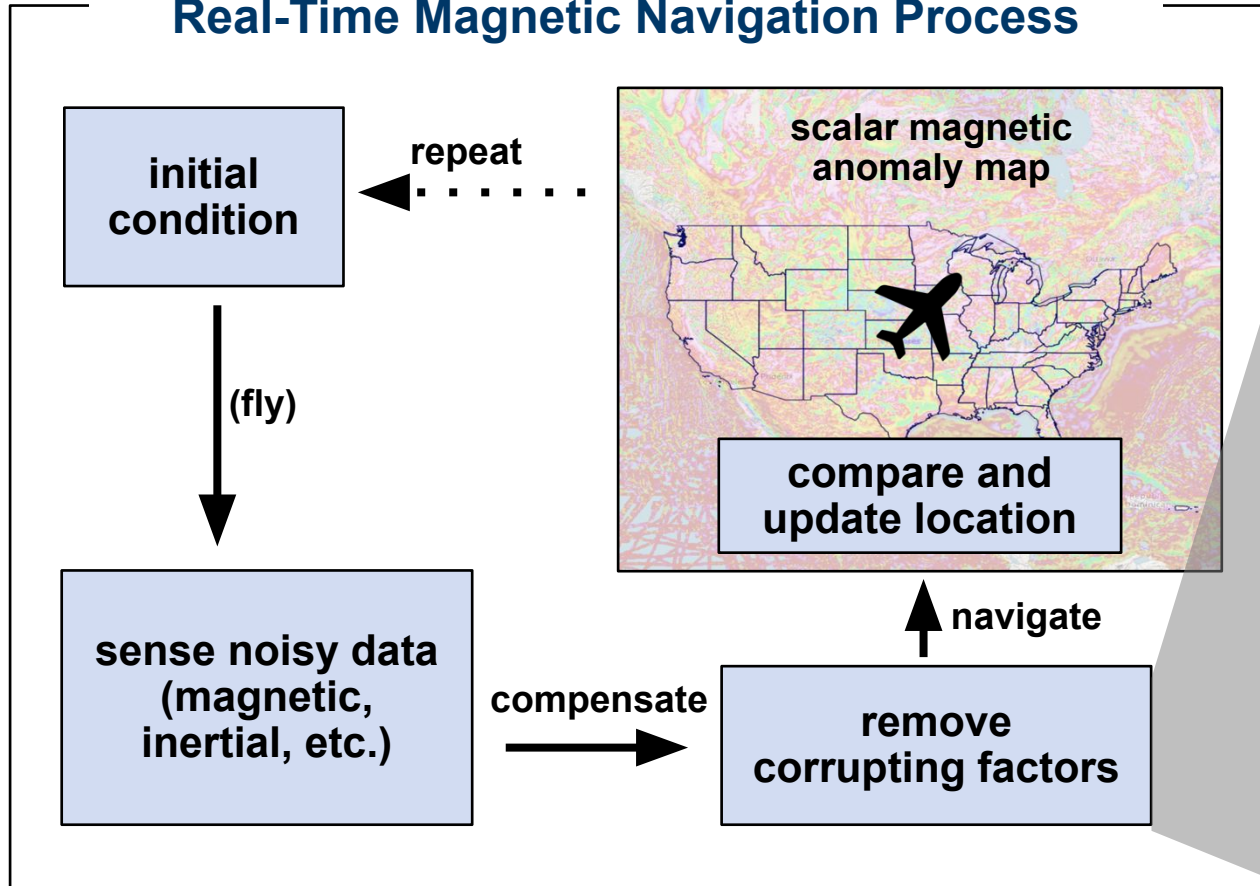 Real-Time Magnetic Navigation Process
initial
condition
repeat
scalar magnetic
anomaly map
(fly)
compare and
update location
navigate
sense noisy data
(magnetic,
inertial, etc.)
compensate
remove
corrupting factors